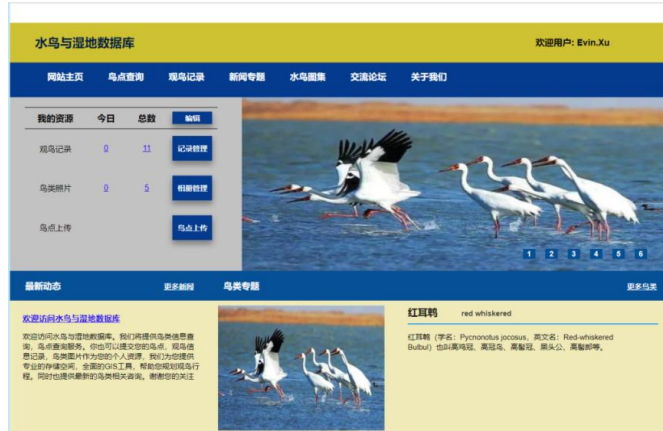 水鸟与湿地数据库
欢迎用户: Evin.Xu
网站主页 鸟点查询 观鸟记录 新闻专题 水鸟图集 交流论坛 关于我们
我的资源 今日 总数 编辑
观鸟记录 0 11 记录管理
鸟类照片 0 5 相册管理
鸟点上传 鸟点上传
1 2 3 4 5 6
最新动态 更多新闻 鸟类专题 更多鸟类
欢迎访问水鸟与湿地数据库
欢迎访问水鸟与湿地数据库。我们将提供鸟类信息查
询，鸟点查询服务。你也可以提交您的鸟点，观鸟信
息记录，鸟类图片作为您的个人资源，我们为您提供
专业的存储空间，全面的GIS工具，帮助您规划观鸟行
程。同时也提供最新的鸟类相关咨询。谢谢您的关注
红耳鹎 red whiskered
红耳鹎（学名：Pycnonotus jocosus，英文名：Red-whiskered
Bulbul）也叫高鸡冠、高冠鸟、高髻冠、黑头公、高髻郎等。